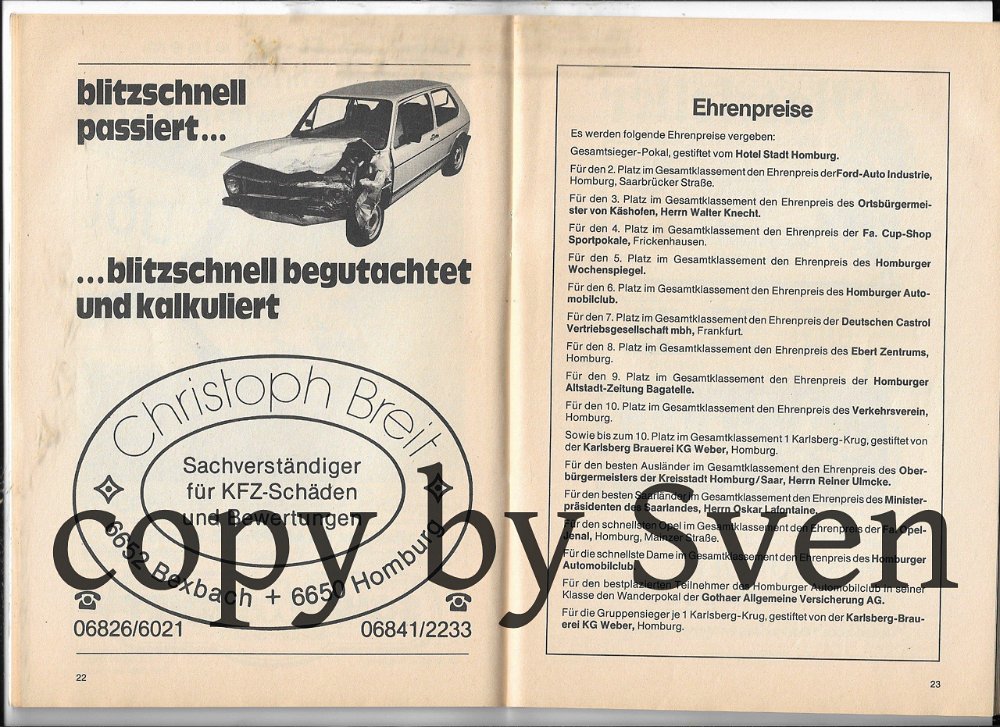 blitzschnell
passiert...
...blitzschnell begutachtet
und kalkuliert
Christoph Breit
Sachverständiger
für KFZ-Schäden
und Bewertungen
6652 Bexbach + 6650 Homburg
06826/6021 06841/2233
22
Ehrenpreise
Es werden folgende Ehrenpreise vergeben:
Gesamtsieger-Pokal, gestiftet vom Hotel Stadt Homburg.
Für den 2. Platz im Gesamtklassement den Ehrenpreis derFord-Auto Industrie,
Homburg, Saarbrücker Straße.
Für den 3. Platz im Gesamtklassement den Ehrenpreis des Ortsbürgermei-
ster von Käshofen, Herrn Walter Knecht.
Für den 4. Platz im Gesamtklassement den Ehrenpreis der Fa. Cup-Shop
Sportpokale, Frickenhausen.
Für den 5. Platz im Gesamtklassement den Ehrenpreis des Homburger
Wochenspiegel.
Für den 6. Platz im Gesamtklassement den Ehrenpreis des Homburger Auto-
mobilclub.
Für den 7. Platz im Gesamtklassement den Ehrenpreis der Deutschen Castrol
Vertriebsgesellschaft mbh, Frankfurt.
Für den 8. Platz im Gesamtklassement den Ehrenpreis des Ebert Zentrums,
Homburg.
Für den 9. Platz im Gesamtklassement den Ehrenpreis der Homburger
Altstadt-Zeitung Bagatelle.
Für den 10. Platz im Gesamtklassement den Ehrenpreis des Verkehrsverein,
Homburg.
Sowie bis zum 10. Platz im Gesamtklassement 1 Karlsberg-Krug, gestiftet von
der Karlsberg Brauerei KG Weber, Homburg.
Für den besten Ausländer im Gesamtklassement den Ehrenpreis des Ober-
bürgermeisters der Kreisstadt Homburg/Saar, Herrn Reiner Ulmcke.
Für den besten Saarländer im Gesamtklassement den Ehrenpreis des Minister-
präsidenten des Saarlandes, Herrn Oskar Lafontaine.
Für den schnellsten Opel im Gesamtklassement den Ehrenpreis der Fa. Opel-
Jenal, Homburg, Mainzer Straße.
Für die schnellste Dame im Gesamtklassement den Ehrenpreis des Homburger
Automobilclub.
Für den bestplazierten Teilnehmer des Homburger Automobilclub in seiner
Klasse den Wanderpokal der Gothaer Allgemeine Versicherung AG.
Für die Gruppensieger je 1 Karlsberg-Krug, gestiftet von der Karlsberg-Brau-
erei KG Weber, Homburg.
23
copy by Sven